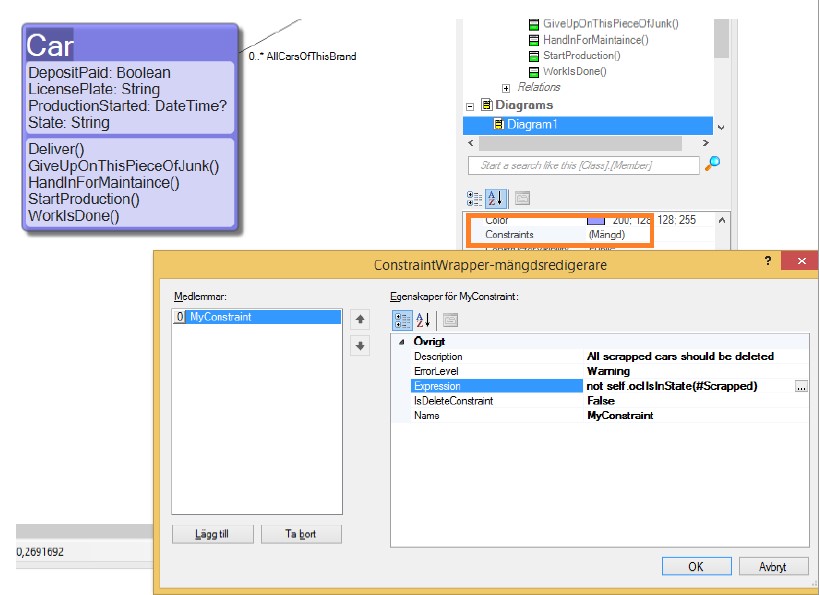 Car
DepositPaid: Boolean
LicensePlate: String
ProductionStarted: DateTime?
State: String
Deliver()
GiveUpOnThisPieceOfJunk()
HandInForMaintaince()
StartProduction()
WorkIsDone()
0..* AllCarsOfThisBrand
GiveUpOnThisPieceOfJunk()
HandInForMaintaince()
StartProduction()
WorkIsDone()
Relations
Diagrams
Diagram1
Start a search like this [Class].[Member]
Color 200; 128; 128; 255
Constraints (Mängd)
ConstraintWrapper-mängdsredigerare
? ×
Medlemmar:
0 MyConstraint
Lägg till
Ta bort
Egenskaper för MyConstraint:
Övrigt
Description All scrapped cars should be deleted
ErrorLevel Warning
Expression not self.oclIsInState(#Scrapped) ...
IsDeleteConstraint False
Name MyConstraint
0,2691692
OK
Avbryt